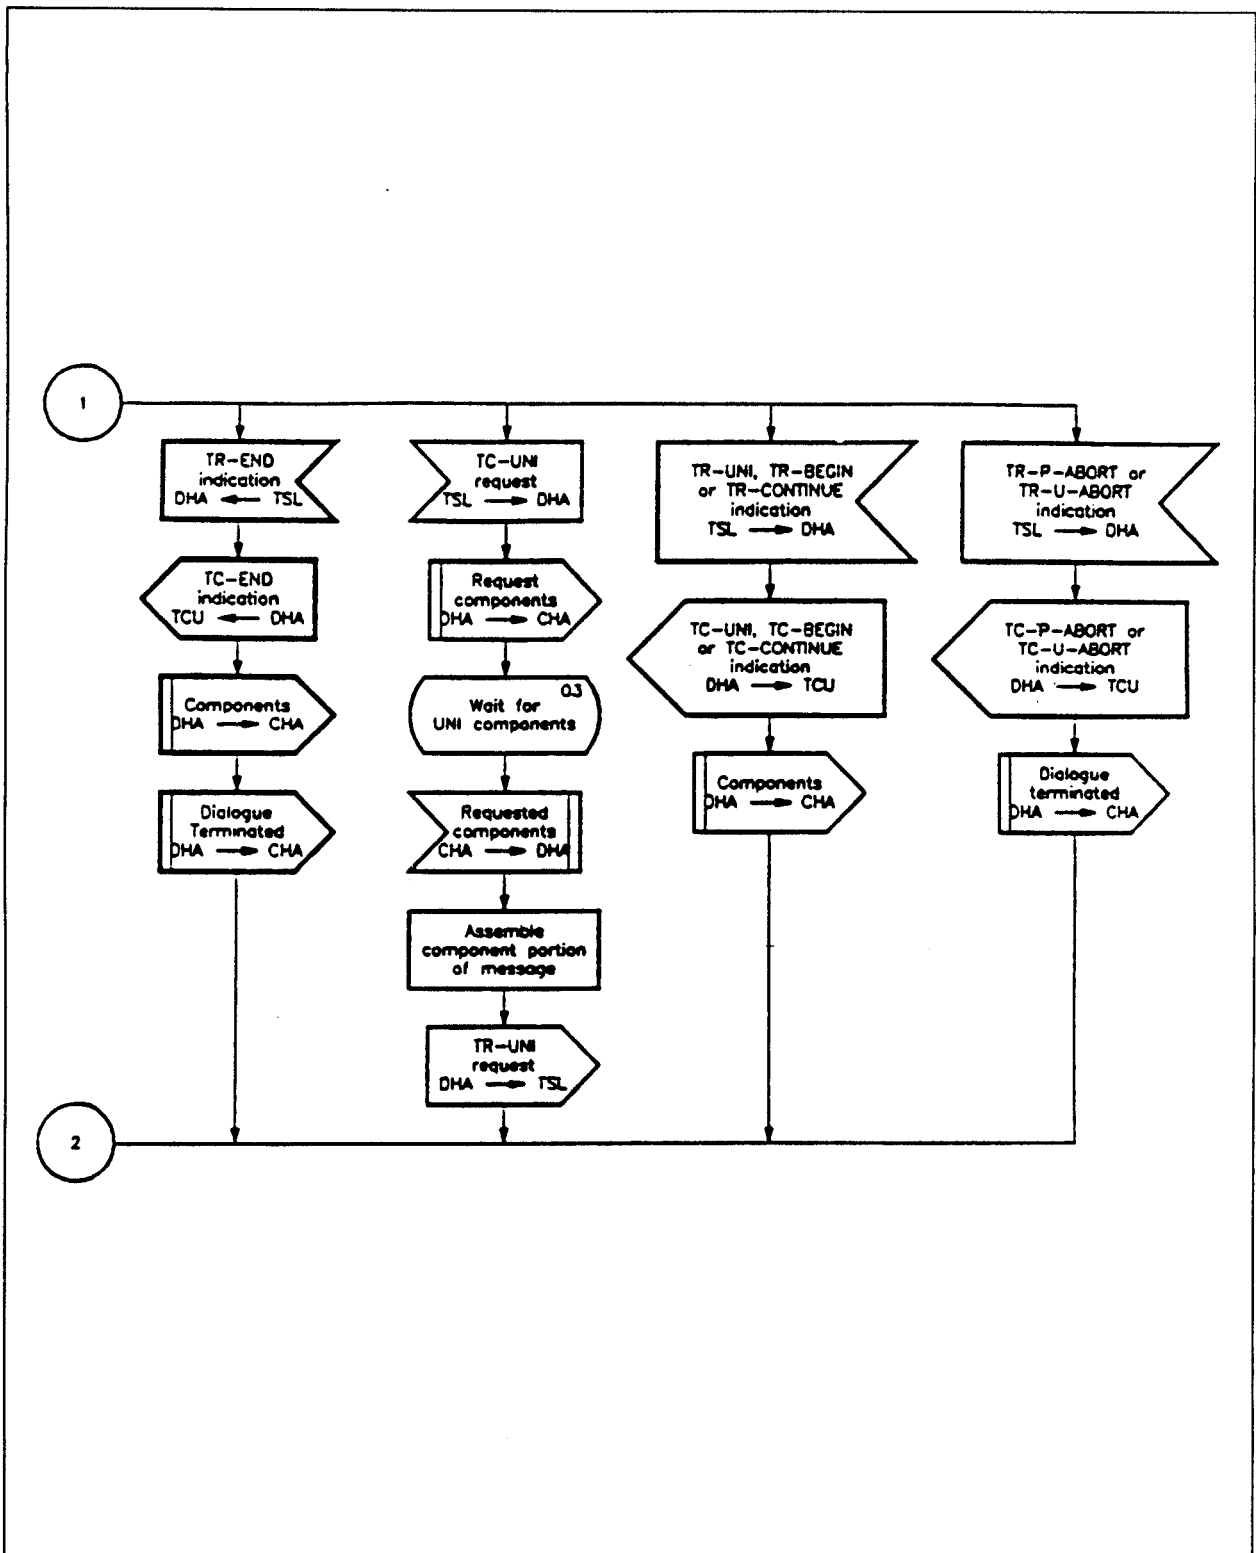 1
TR-END
indication
DHA ← TSL
TC-END
indication
TCU ← DHA
Components
DHA → CHA
Dialogue
Terminated
DHA → CHA
TC-UNI
request
TSL → DHA
Request
components
DHA → CHA
0.3
Wait for
UNI components
Requested
components
CHA → DHA
Assemble
component portion
of message
TR-UNI
request
DHA → TSL
TR-UNI, TR-BEGIN
or TR-CONTINUE
indication
TSL → DHA
TC-UNI, TC-BEGIN
or TC-CONTINUE
indication
DHA → TCU
Components
DHA → CHA
TR-P-ABORT or
TR-U-ABORT
indication
TSL → DHA
TC-P-ABORT or
TC-U-ABORT
indication
DHA → TCU
Dialogue
terminated
DHA → CHA
2